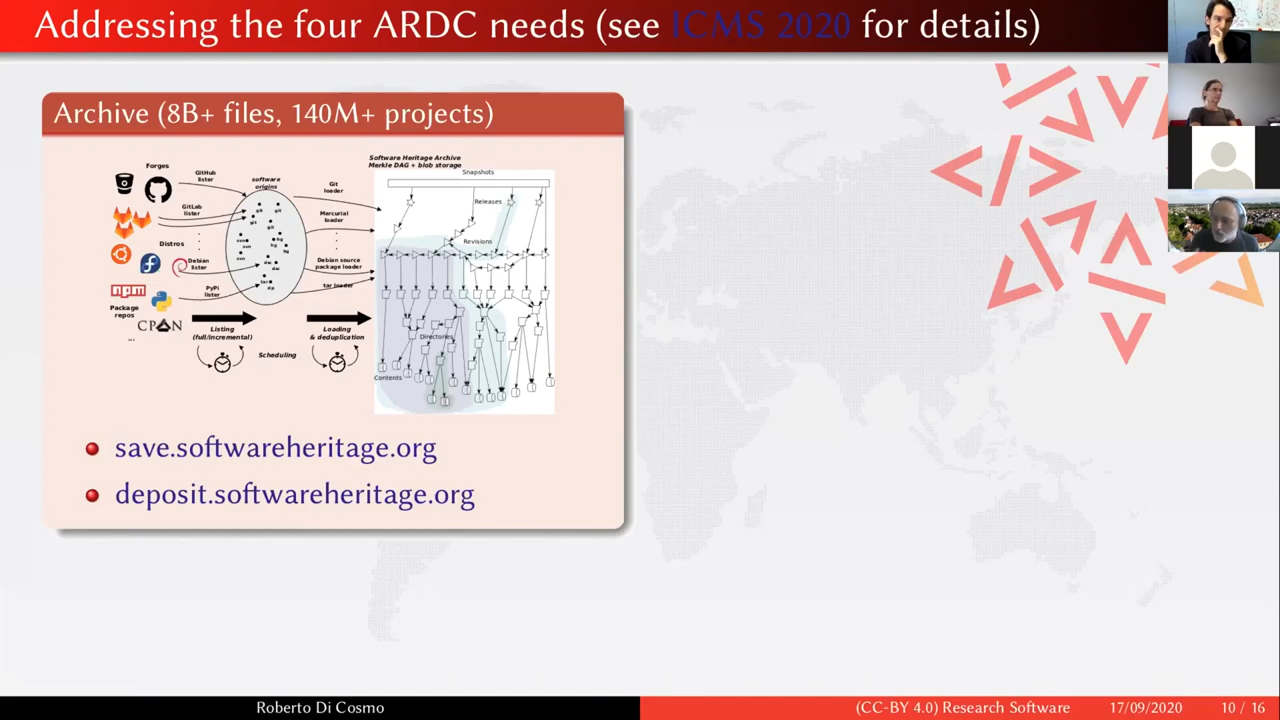 Addressing the four ARDC needs (see ICMS 2020 for details)
Archive (8B+ files, 140M+ projects)
Software Heritage Archive
Merkle DAG + blob storage
Forges
GitHub
lister
software
origins
Git
loader
Snapshots
Releases
GitLab
lister
Mercurial
loader
Revisions
Distros
Debian
lister
Debian source
package loader
PyPi
lister
tar loader
npm
Package
repos
CPAN
...
Listing
(full/incremental)
Loading
& deduplication
Scheduling
Directories
Contents
save.softwareheritage.org
deposit.softwareheritage.org
Roberto Di Cosmo
(CC-BY 4.0) Research Software
17/09/2020
10 / 16